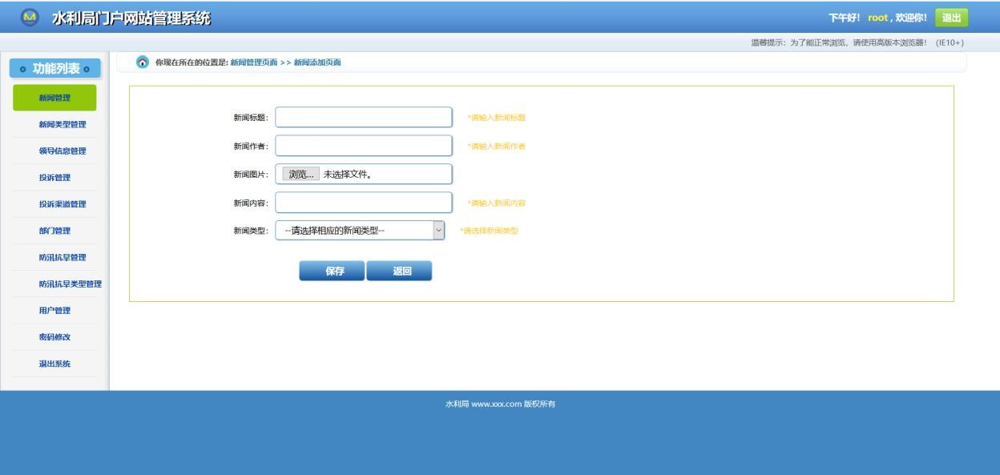 水利局门户网站管理系统
下午好! root , 欢迎你! 退出
温馨提示：为了能正常浏览，请使用高版本浏览器！ (IE10+)
功能列表
你现在所在的位置是: 新闻管理页面 >> 新闻添加页面
新闻管理
新闻类型管理
领导信息管理
投诉管理
投诉渠道管理
部门管理
防汛抗旱管理
防汛抗旱类型管理
用户管理
密码修改
退出系统
新闻标题： *请输入新闻标题
新闻作者： *请输入新闻作者
新闻图片： 浏览... 未选择文件。
新闻内容： *请输入新闻内容
新闻类型： --请选择相应的新闻类型-- *请选择新闻类型
保存 返回
水利局 www.xxx.com 版权所有